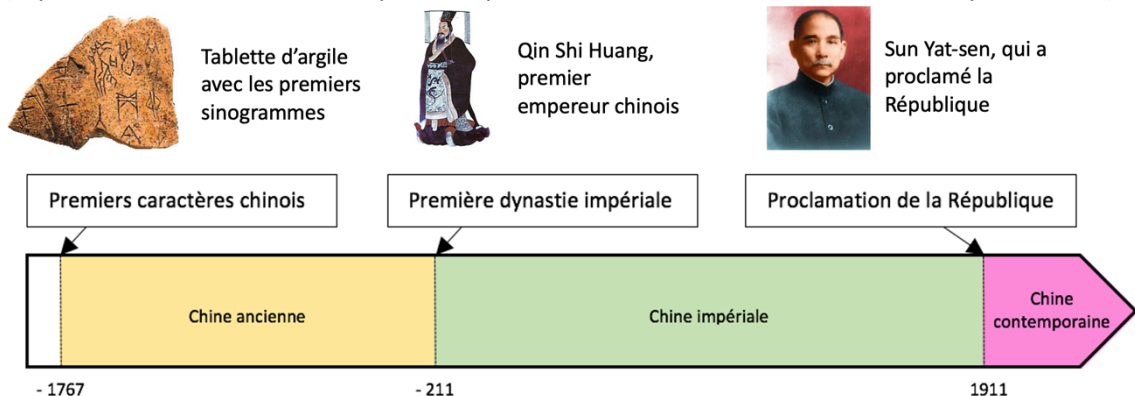 Tablette d’argile
avec les premiers
sinogrammes
Qin Shi Huang,
premier
empereur chinois
Sun Yat-sen, qui a
proclamé la
République
Premiers caractères chinois
Première dynastie impériale
Proclamation de la République
Chine ancienne
Chine impériale
Chine
contemporaine
- 1767
- 211
1911